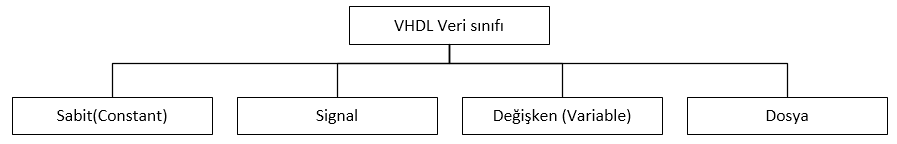 VHDL Veri sınıfı
Sabit(Constant)
Signal
Değişken (Variable)
Dosya